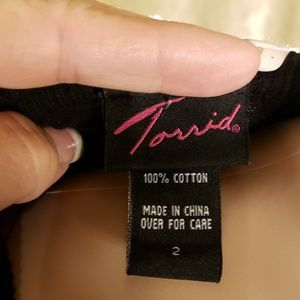 Torrid®
100% COTTON
MADE IN CHINA
OVER FOR CARE
2